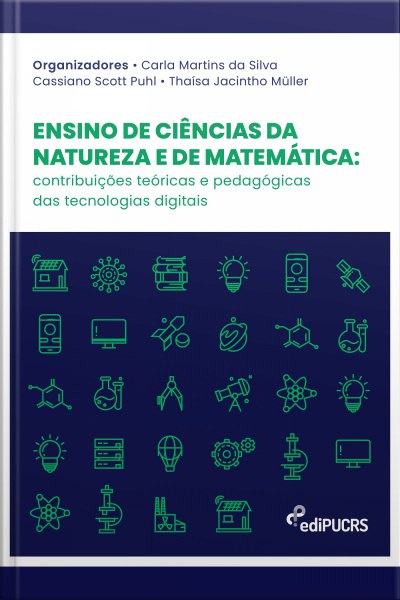 Organizadores • Carla Martins da Silva
Cassiano Scott Puhl • Thaísa Jacintho Müller
ENSINO DE CIÊNCIAS DA
NATUREZA E DE MATEMÁTICA:
contribuições teóricas e pedagógicas
das tecnologias digitais
ediPUCRS